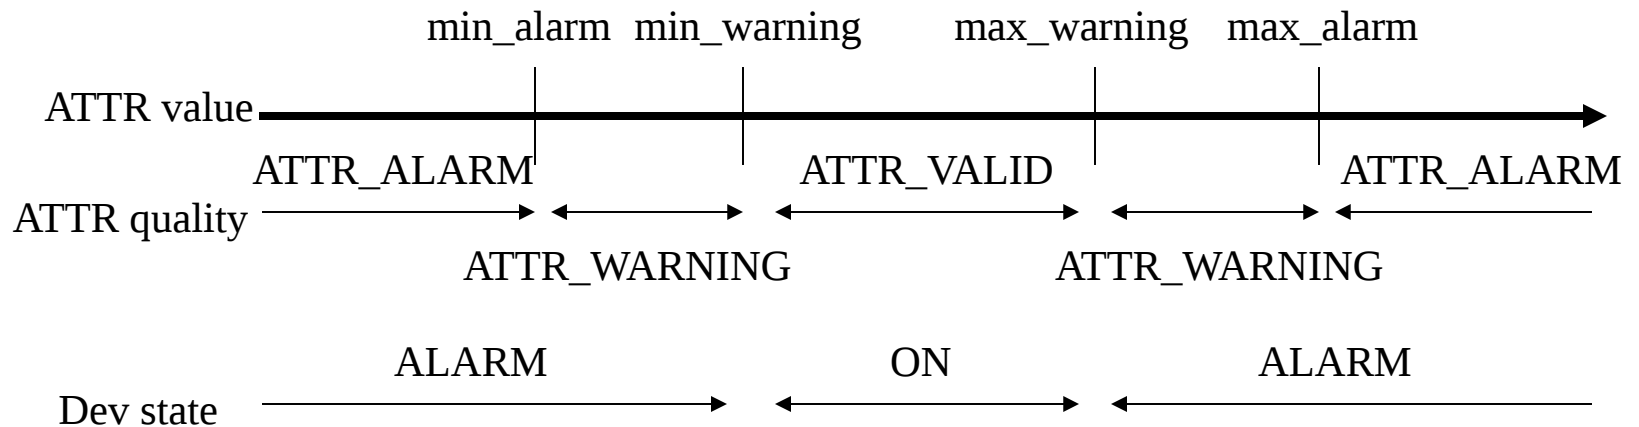 min_alarm min_warning max_warning max_alarm
ATTR value
ATTR_ALARM ATTR_VALID ATTR_ALARM
ATTR quality
ATTR_WARNING ATTR_WARNING
ALARM ON ALARM
Dev state